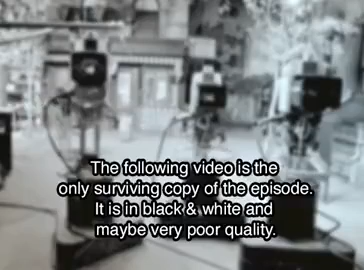 The following video is the
only surviving copy of the episode.
It is in black & white and
maybe very poor quality.